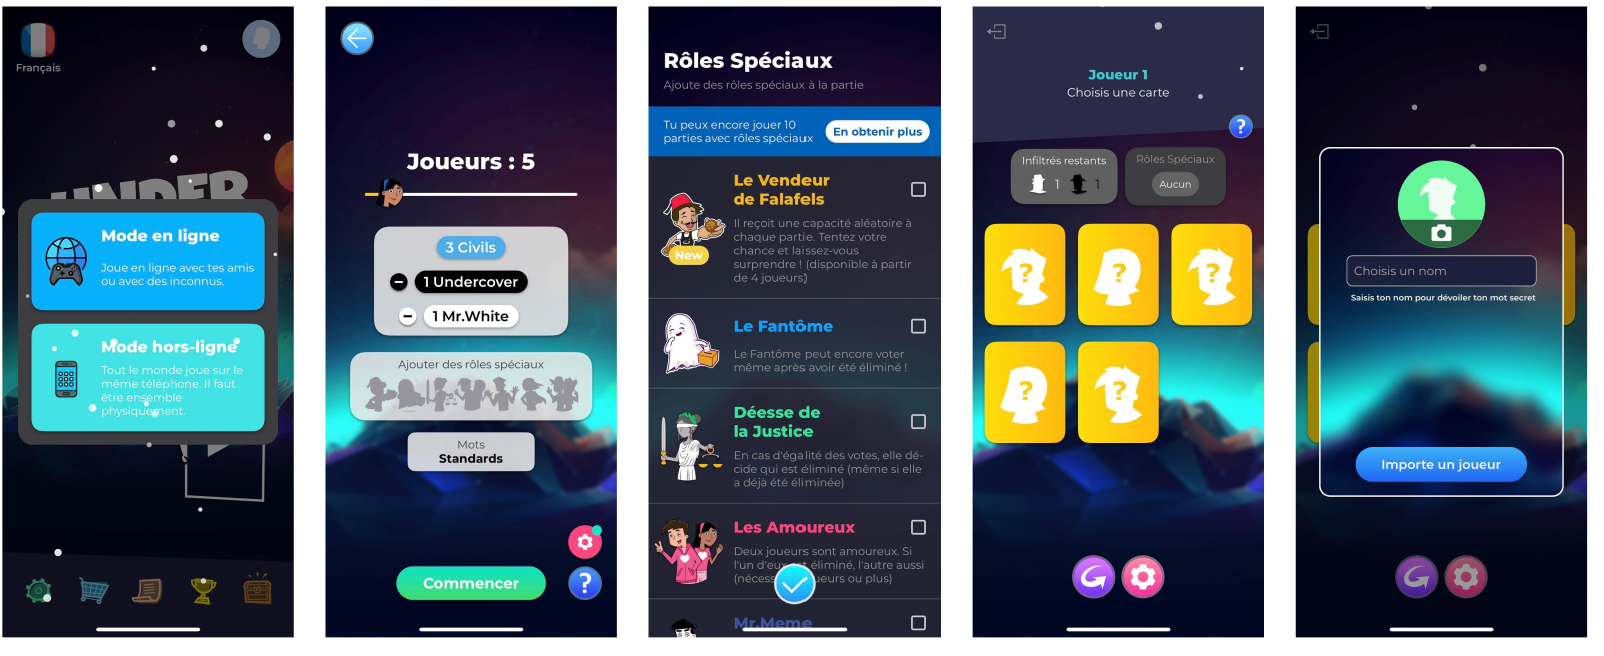 Français
UNDER
Mode en ligne
Joue en ligne avec tes amis
ou avec des inconnus.
Mode hors-ligne
Tout le monde joue sur le
même téléphone. Il faut
être ensemble
physiquement.
Joueurs : 5
3 Civils
1 Undercover
1 Mr.White
Ajouter des rôles spéciaux
Mots
Standards
Commencer
?
Rôles Spéciaux
Ajoute des rôles spéciaux à la partie
Tu peux encore jouer 10
parties avec rôles spéciaux
En obtenir plus
Le Vendeur
de Falafels
Il reçoit une capacité aléatoire à
chaque partie. Tentez votre
chance et laissez-vous
surprendre ! (disponible à partir
de 4 joueurs)
New
Le Fantôme
Le Fantôme peut encore voter
même après avoir été éliminé !
Déesse de
la Justice
En cas d'égalité des votes, elle dé-
cide qui est éliminé (même si elle
a déjà été éliminée)
Les Amoureux
Deux joueurs sont amoureux. Si
l'un d'eux est éliminé, l'autre aussi
ueurs ou plus)
Mr.Meme
Joueur 1
Choisis une carte
?
Infiltrés restants
1 1
Rôles Spéciaux
Aucun
? ? ?
? ?
Choisis un nom
Saisis ton nom pour dévoiler ton mot secret
Importe un joueur